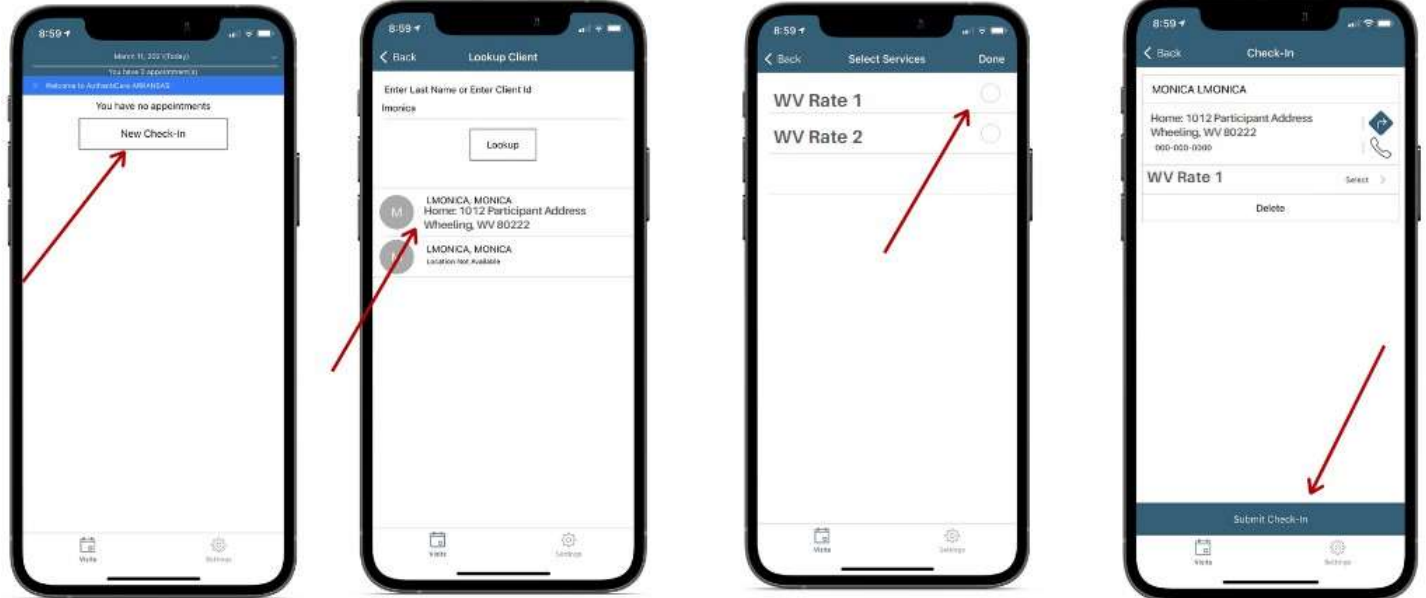 8:59
March 11, 2021(Today)
You have 0 appointment(s)
Welcome to AuthentiCare ARKANSAS
You have no appointments
New Check-In
Visits
Settings
8:59
Back
Lookup Client
Enter Last Name or Enter Client Id
lmonica
Lookup
M
LMONICA, MONICA
Home: 1012 Participant Address
Wheeling, WV 80222
LMONICA, MONICA
Location Not Available
Visits
Settings
8:59
Back
Select Services
Done
WV Rate 1
WV Rate 2
Visits
Settings
8:59
Back
Check-In
MONICA LMONICA
Home: 1012 Participant Address
Wheeling, WV 80222
000-000-0000
WV Rate 1
Select
Delete
Submit Check-In
Visits
Settings